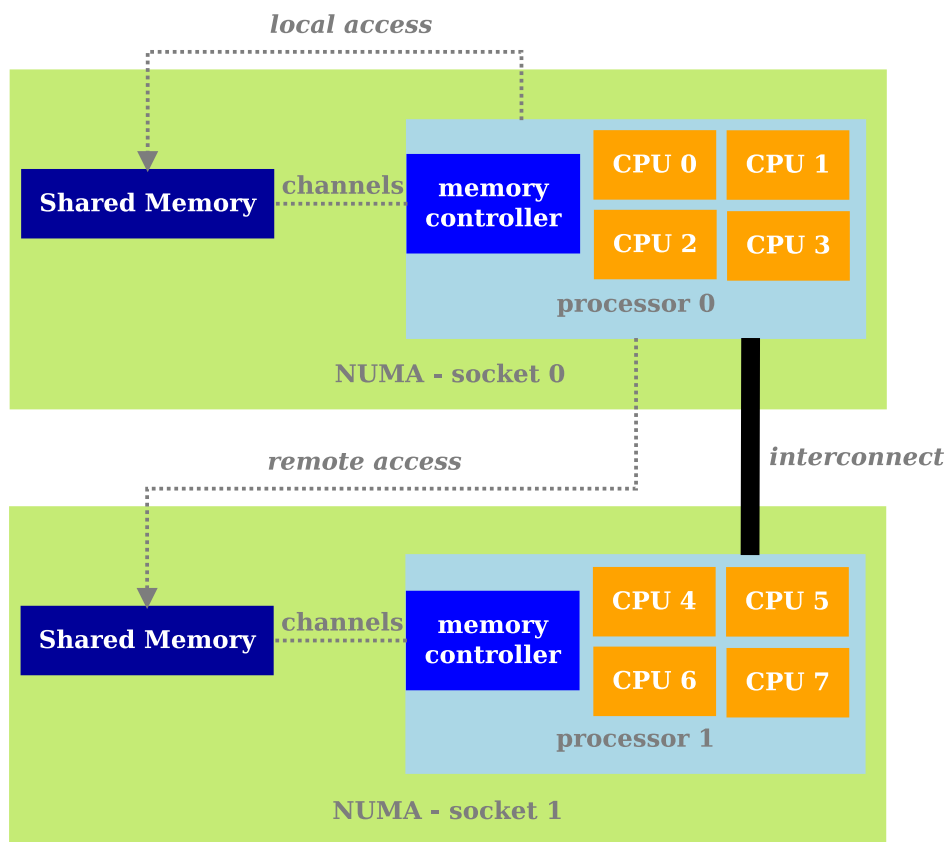 local access
Shared Memory
channels
memory
controller
CPU 0
CPU 1
CPU 2
CPU 3
processor 0
NUMA - socket 0
remote access
interconnect
Shared Memory
channels
memory
controller
CPU 4
CPU 5
CPU 6
CPU 7
processor 1
NUMA - socket 1